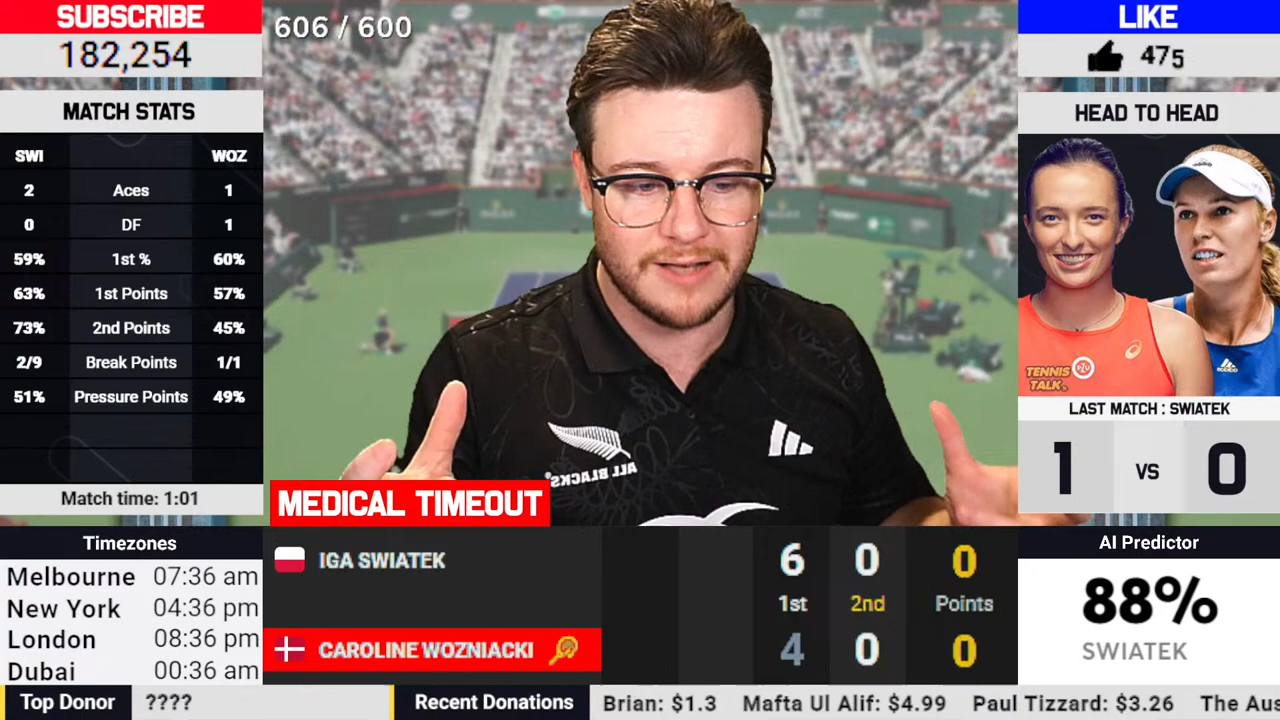 SUBSCRIBE
182,254
606 / 600
LIKE
475
MATCH STATS
SWI WOZ
2 Aces 1
0 DF 1
59% 1st % 60%
63% 1st Points 57%
73% 2nd Points 45%
2/9 Break Points 1/1
51% Pressure Points 49%
Match time: 1:01
HEAD TO HEAD
TENNIS
TALK.
PZU
adidas
LAST MATCH : SWIATEK
1 VS 0
ALL BLACKS
MEDICAL TIMEOUT
Timezones
Melbourne 07:36 am
New York 04:36 pm
London 08:36 pm
Dubai 00:36 am
IGA SWIATEK 6 0 0
1st 2nd Points
CAROLINE WOZNIACKI 4 0 0
AI Predictor
88%
SWIATEK
Top Donor ???? Recent Donations Brian: $1.3 Mafta Ul Alif: $4.99 Paul Tizzard: $3.26 The Aus